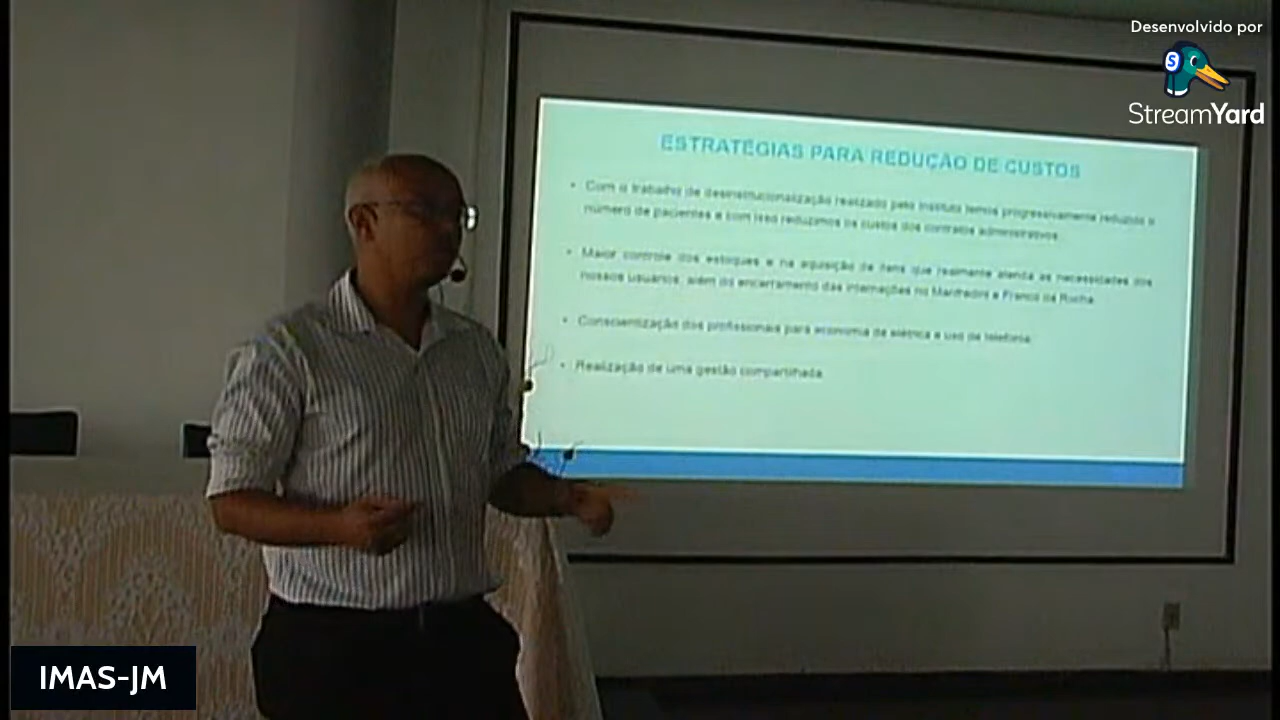 Desenvolvido por
StreamYard
ESTRATÉGIAS PARA REDUÇÃO DE CUSTOS
• Com o trabalho de desinstitucionalização realizado pelo Instituto temos progressivamente reduzido o
número de pacientes e com isso reduzimos os custos dos contratos administrativos.
• Maior controle dos estoques e na aquisição de itens que realmente atenda as necessidades dos
nossos usuários, além do encerramento das internações no Manfredini e Franco da Rocha.
• Conscientização dos profissionais para economia de elétrica e uso de telefonia.
• Realização de uma gestão compartilhada.
IMAS-JM